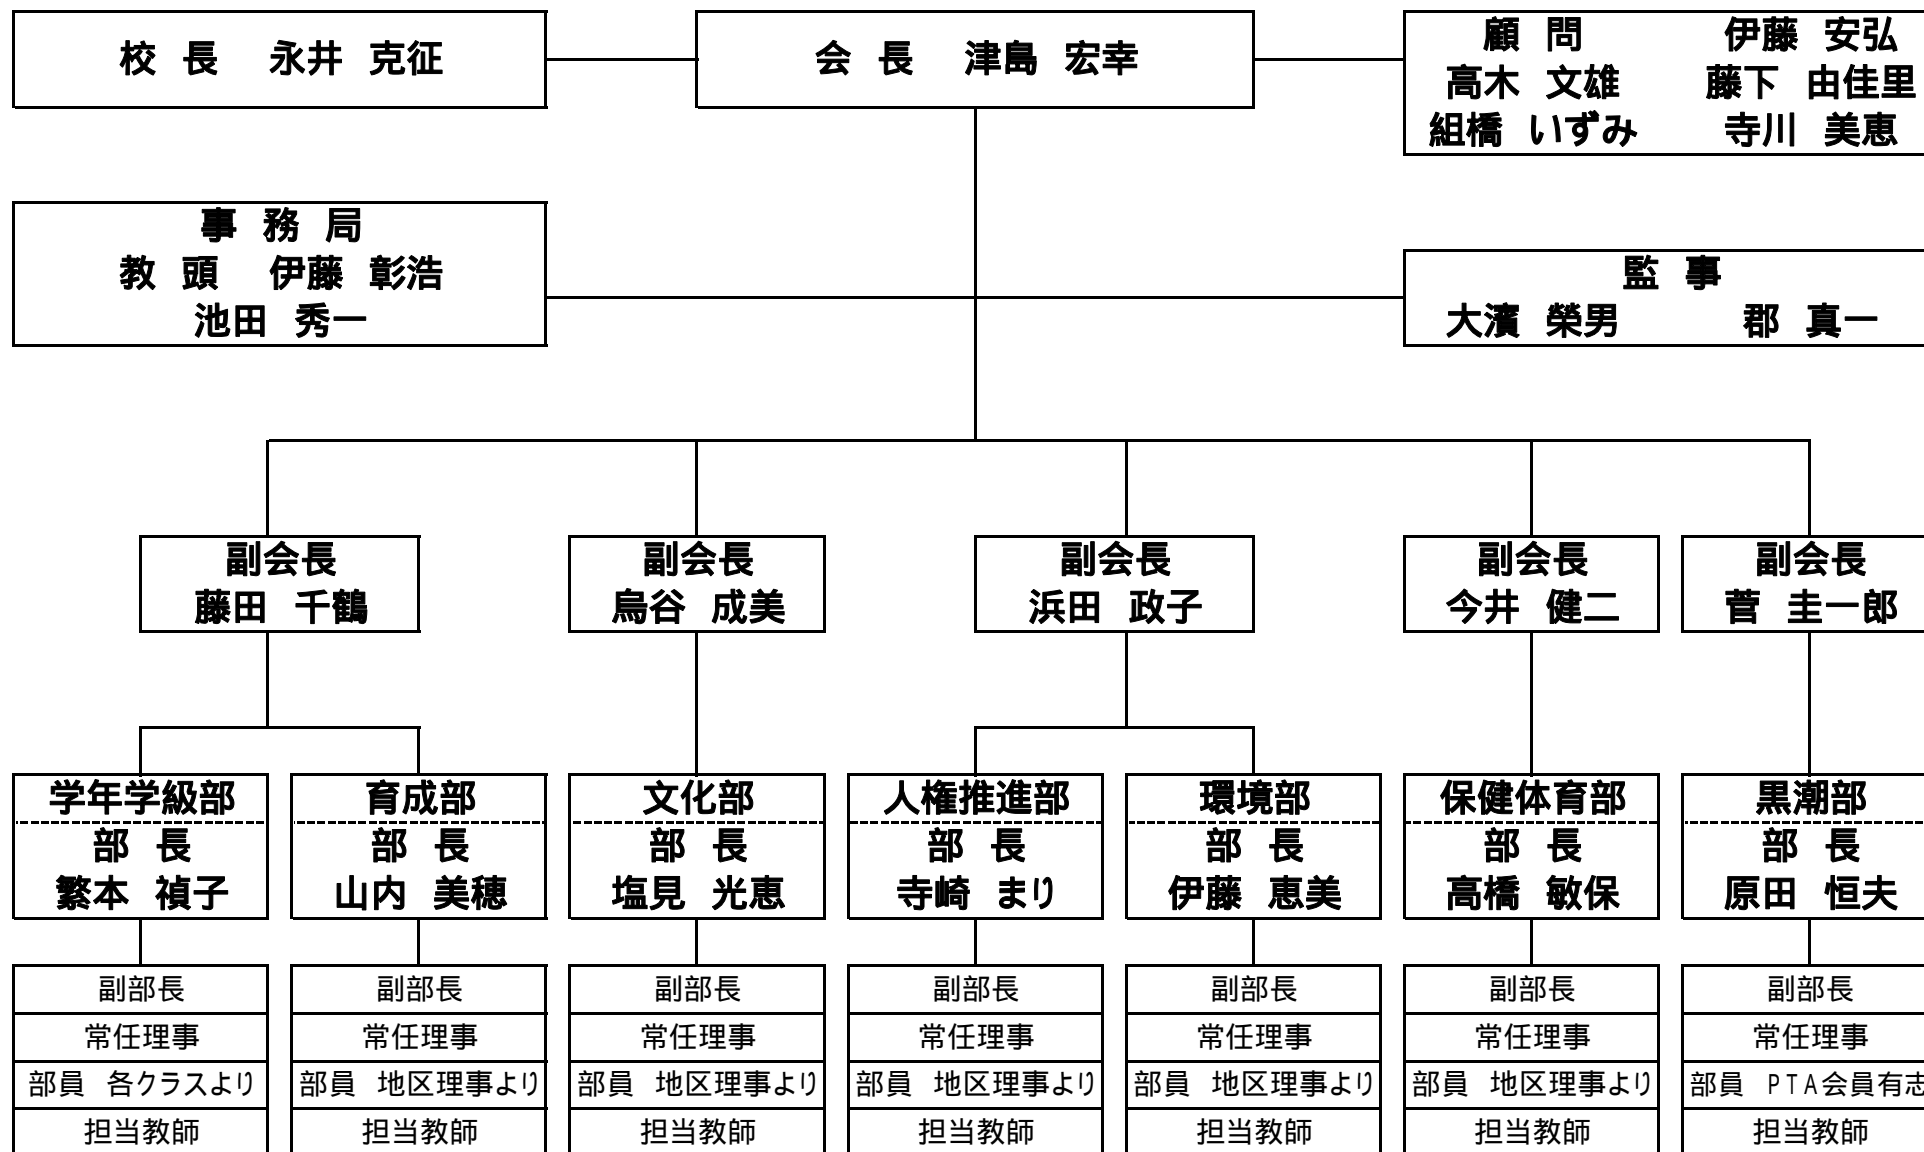 校 長 永井 克征
会 長 津島 宏幸
顧 問 伊藤 安弘
高木 文雄 藤下 由佳里
組橋 いずみ 寺川 美恵
事 務 局
教 頭 伊藤 彰浩
池田 秀一
監 事
大濱 榮男 郡 真一
副会長
藤田 千鶴
副会長
鳥谷 成美
副会長
浜田 政子
副会長
今井 健二
副会長
菅 圭一郎
学年学級部
部 長
繁本 禎子
育成部
部 長
山内 美穂
文化部
部 長
塩見 光恵
人権推進部
部 長
寺崎 まり
環境部
部 長
伊藤 恵美
保健体育部
部 長
高橋 敏保
黒潮部
部 長
原田 恒夫
副部長
常任理事
部員 各クラスより
担当教師
副部長
常任理事
部員 地区理事より
担当教師
副部長
常任理事
部員 地区理事より
担当教師
副部長
常任理事
部員 地区理事より
担当教師
副部長
常任理事
部員 地区理事より
担当教師
副部長
常任理事
部員 地区理事より
担当教師
副部長
常任理事
部員 PTA会員有志
担当教師